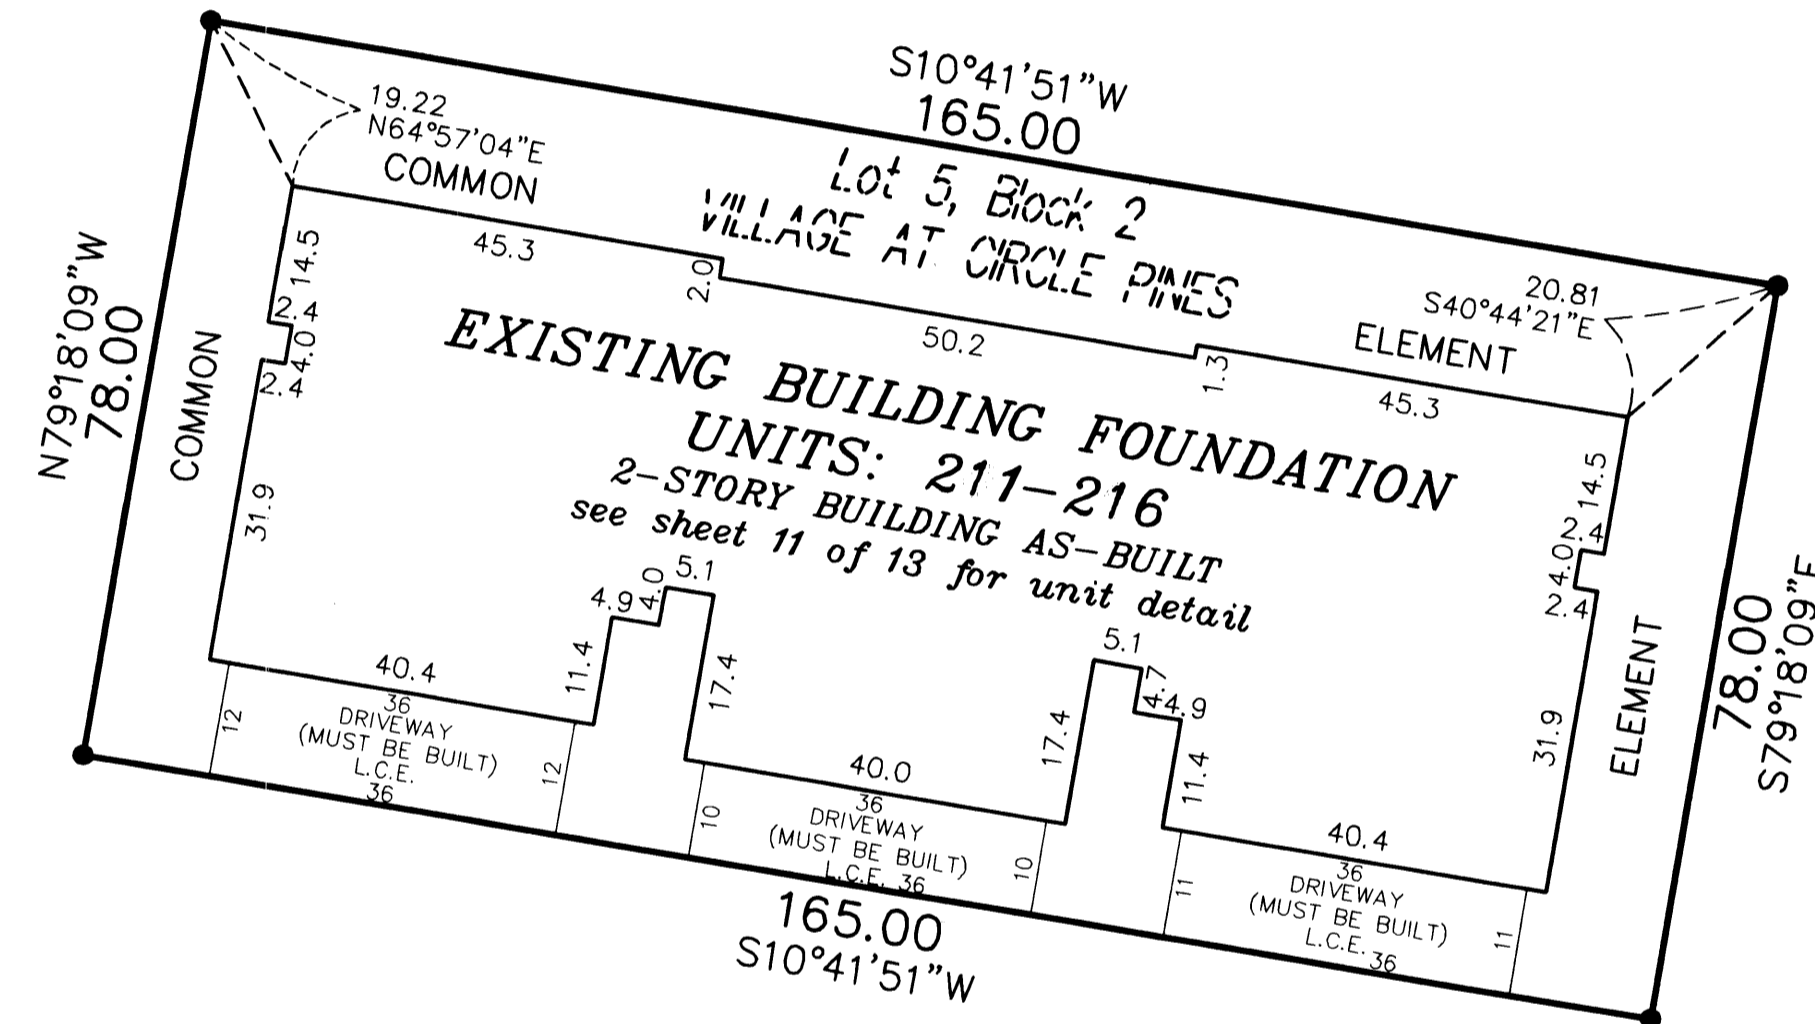 S10°41'51"W
165.00
19.22
N64°57'04"E
COMMON
Lot 5, Block 2
VILLAGE AT CIRCLE PINES
20.81
S40°44'21"E
ELEMENT
N79°18'09"W
78.00
COMMON
14.5
2.4
4.0
2.4
31.9
45.3
2.0
50.2
1.3
45.3
EXISTING BUILDING FOUNDATION
UNITS: 211-216
2-STORY BUILDING AS-BUILT
see sheet 11 of 13 for unit detail
14.5
2.4
4.0
2.4
31.9
ELEMENT
78.00
S79°18'09"E
40.4
11.4
4.9
4.0
5.1
17.4
40.0
17.4
5.1
4.7
4.9
11.4
40.4
36
DRIVEWAY
(MUST BE BUILT)
L.C.E.
36
12
12
36
DRIVEWAY
(MUST BE BUILT)
L.C.E. 36
10
10
36
DRIVEWAY
(MUST BE BUILT)
L.C.E.
36
11
11
165.00
S10°41'51"W